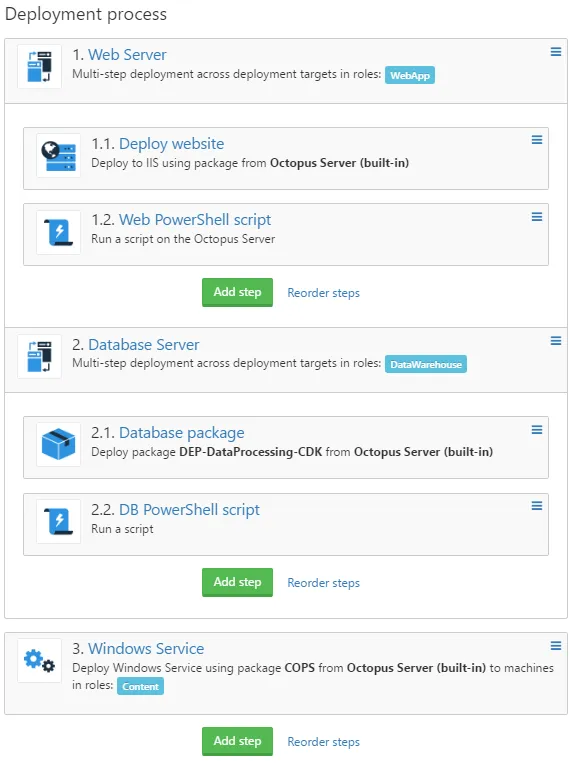 Deployment process
1. Web Server
Multi-step deployment across deployment targets in roles: WebApp
1.1. Deploy website
Deploy to IIS using package from Octopus Server (built-in)
1.2. Web PowerShell script
Run a script on the Octopus Server
Add step Reorder steps
2. Database Server
Multi-step deployment across deployment targets in roles: DataWarehouse
2.1. Database package
Deploy package DEP-DataProcessing-CDK from Octopus Server (built-in)
2.2. DB PowerShell script
Run a script
Add step Reorder steps
3. Windows Service
Deploy Windows Service using package COPS from Octopus Server (built-in) to machines
in roles: Content
Add step Reorder steps